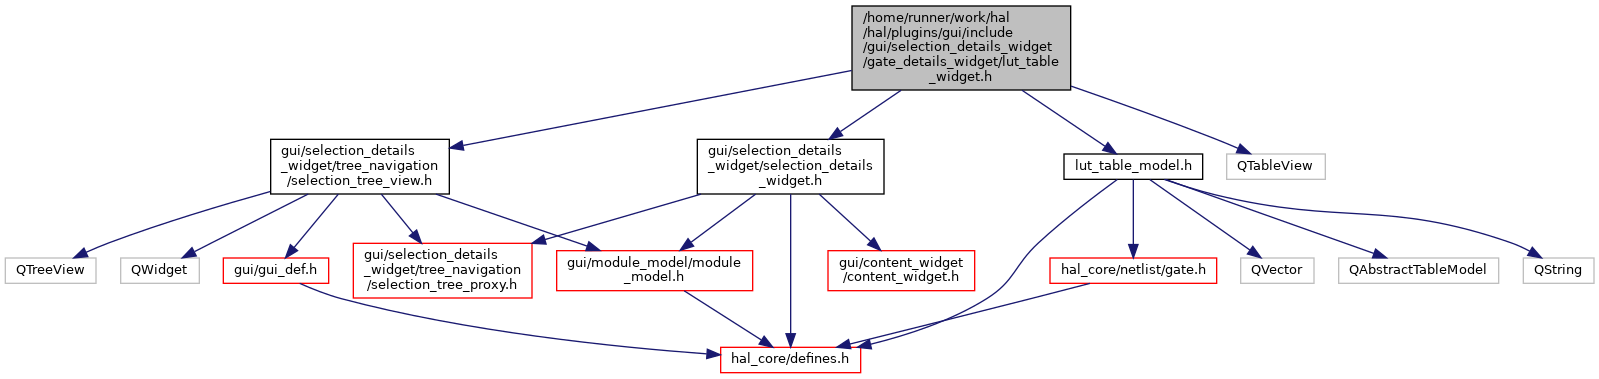 /home/runner/work/hal
/hal/plugins/gui/include
/gui/selection_details_widget
/gate_details_widget/lut_table
_widget.h
gui/selection_details
_widget/tree_navigation
/selection_tree_view.h
gui/selection_details
_widget/selection_details
_widget.h
lut_table_model.h
QTableView
QTreeView
QWidget
gui/gui_def.h
gui/selection_details
_widget/tree_navigation
/selection_tree_proxy.h
gui/module_model/module
_model.h
gui/content_widget
/content_widget.h
hal_core/netlist/gate.h
QVector
QAbstractTableModel
QString
hal_core/defines.h